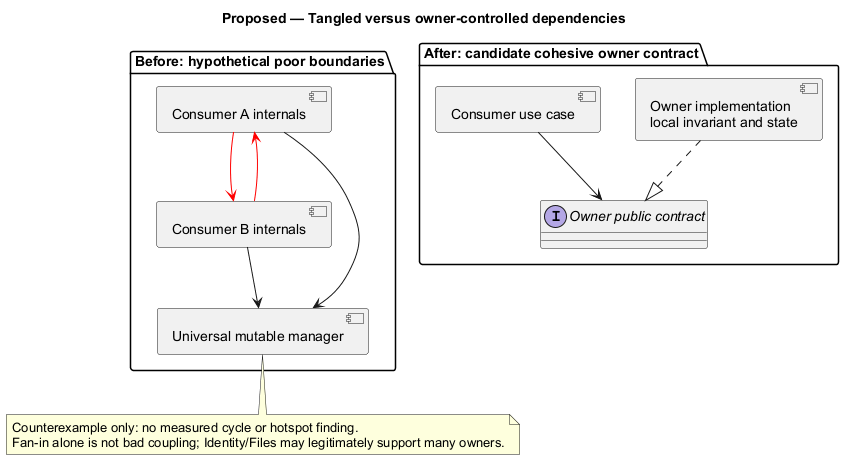 Proposed — Tangled versus owner-controlled dependencies
Before: hypothetical poor boundaries
Consumer A internals
Consumer B internals
Universal mutable manager
After: candidate cohesive owner contract
Consumer use case
Owner implementation
local invariant and state
I
Owner public contract
Counterexample only: no measured cycle or hotspot finding.
Fan-in alone is not bad coupling; Identity/Files may legitimately support many owners.